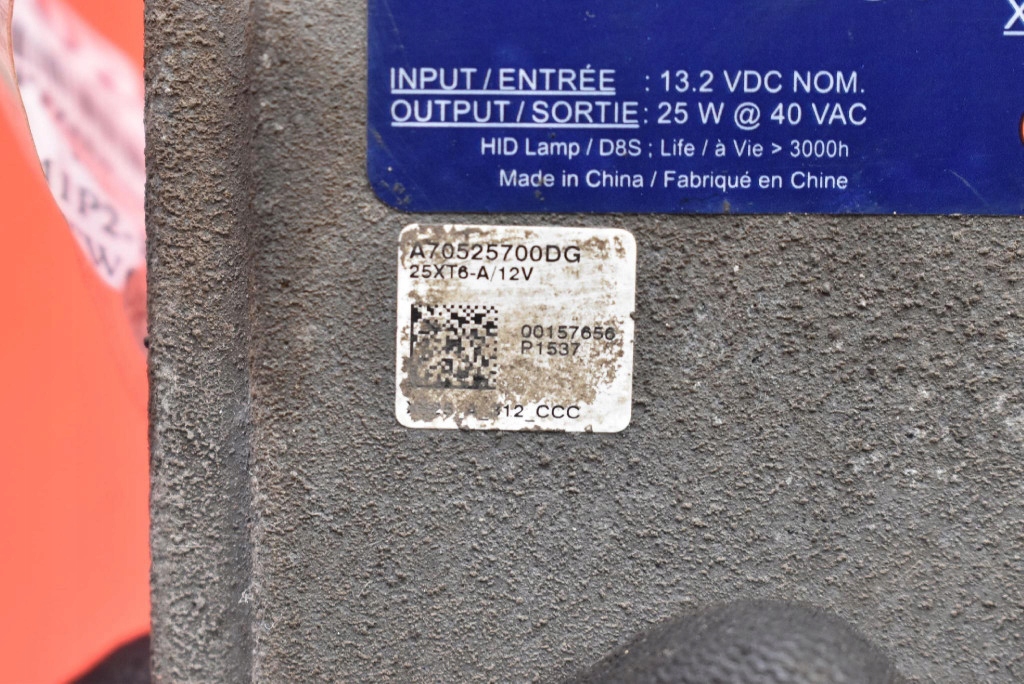 INPUT / ENTRÉE : 13.2 VDC NOM.
OUTPUT / SORTIE : 25 W @ 40 VAC
HID Lamp / D8S ; Life / à Vie > 3000h
Made in China / Fabriqué en Chine
A70525700DG
25XT6-A/12V
00157656
P1537